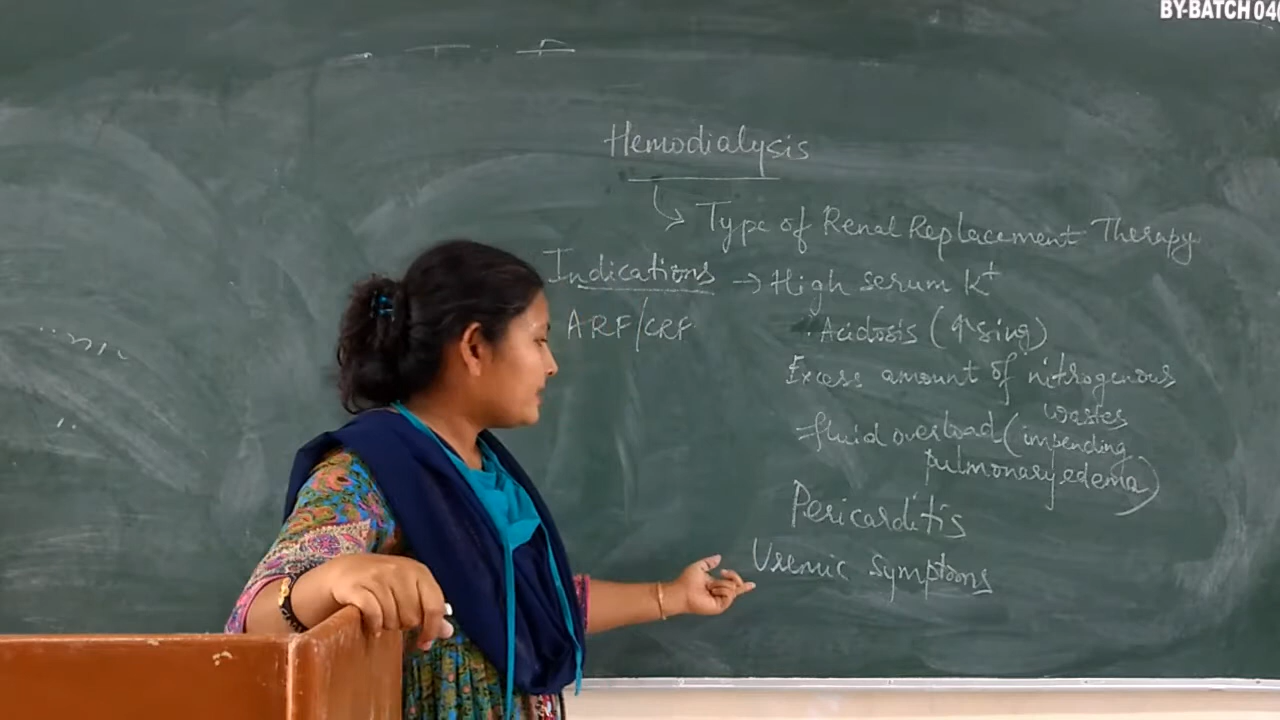 BY-BATCH 04
Hemodialysis
Type of Renal Replacement Therapy
Indications → High serum K+
ARF/CRF
Acidosis (↑sing)
Excess amount of nitrogenous
wastes
fluid overload (impending
pulmonary edema)
Pericarditis
Uremic symptoms